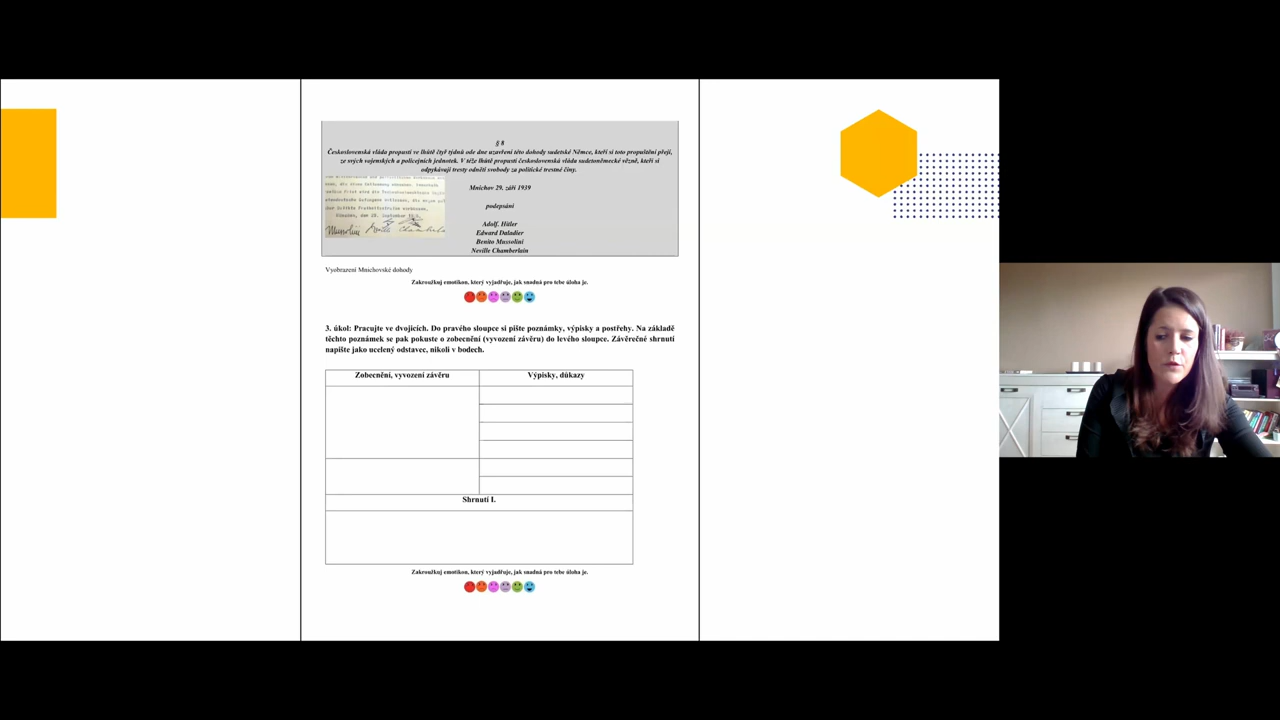 § 8
Československá vláda propustí ve lhůtě čtyř týdnů ode dne uzavření této dohody sudetské Němce, kteří si toto propuštění přejí,
ze svých vojenských a policejních jednotek. V téže lhůtě propustí československá vláda sudetoněmecké vězně, kteří si
odpykávají tresty odnětí svobody za politické trestné činy.
Mnichov 29. září 1939
podepsáni
Adolf. Hitler
Edward Daladier
Benito Mussolini
Neville Chamberlain
Vyobrazení Mnichovské dohody
Zakroužkuj emotikon, který vyjadřuje, jak snadná pro tebe úloha je.
3. úkol: Pracujte ve dvojicích. Do pravého sloupce si pište poznámky, výpisky a postřehy. Na základě
těchto poznámek se pak pokuste o zobecnění (vyvození závěru) do levého sloupce. Závěrečné shrnutí
napište jako ucelený odstavec, nikoli v bodech.
Zobecnění, vyvození závěru
Výpisky, důkazy
Shrnutí I.
Zakroužkuj emotikon, který vyjadřuje, jak snadná pro tebe úloha je.